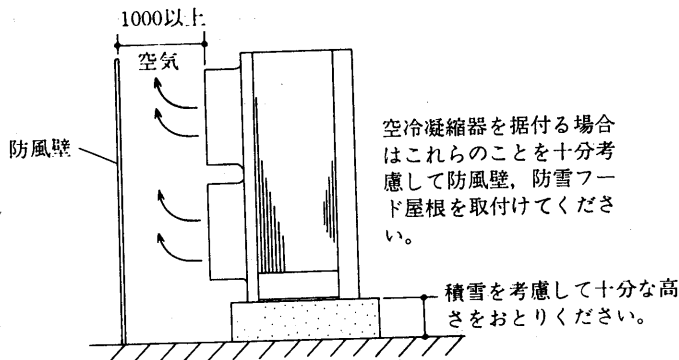 1000以上
空気
防風壁
空冷凝縮器を据付る場合
はこれらのことを十分考
慮して防風壁，防雪フー
ド屋根を取付けてくださ
い。
積雪を考慮して十分な高
さをおとりください。